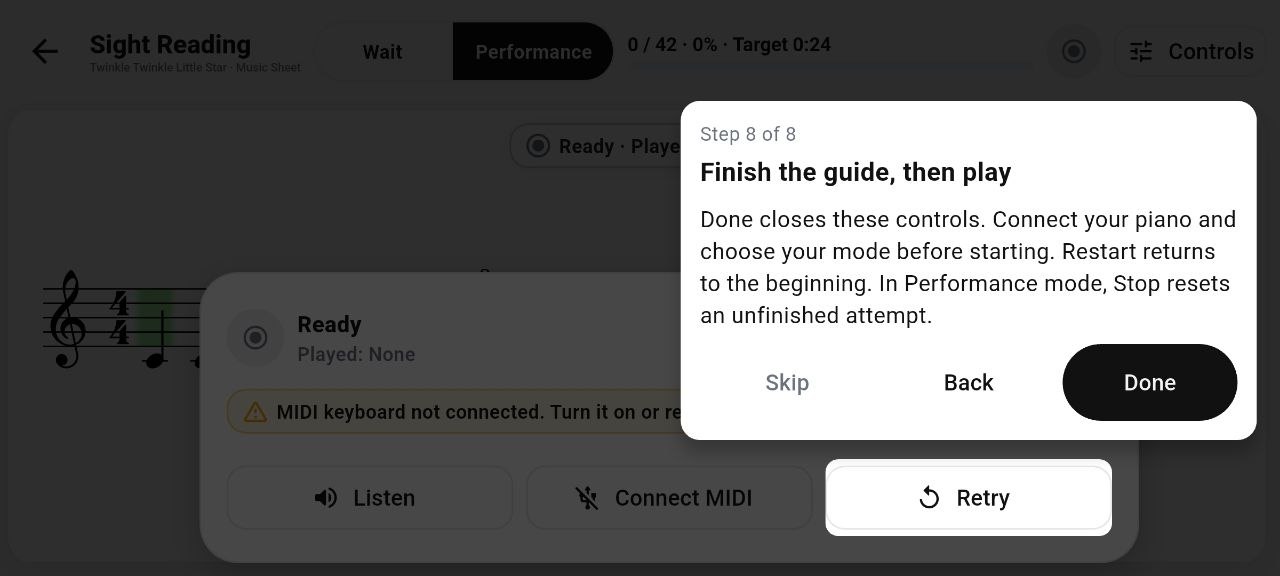 Sight Reading
Twinkle Twinkle Little Star · Music Sheet
Wait
Performance
0 / 42 · 0% · Target 0:24
Controls
Ready · Playe
Step 8 of 8
Finish the guide, then play
Done closes these controls. Connect your piano and
choose your mode before starting. Restart returns
to the beginning. In Performance mode, Stop resets
an unfinished attempt.
Skip
Back
Done
4
4
Ready
Played: None
MIDI keyboard not connected. Turn it on or re
Listen
Connect MIDI
Retry